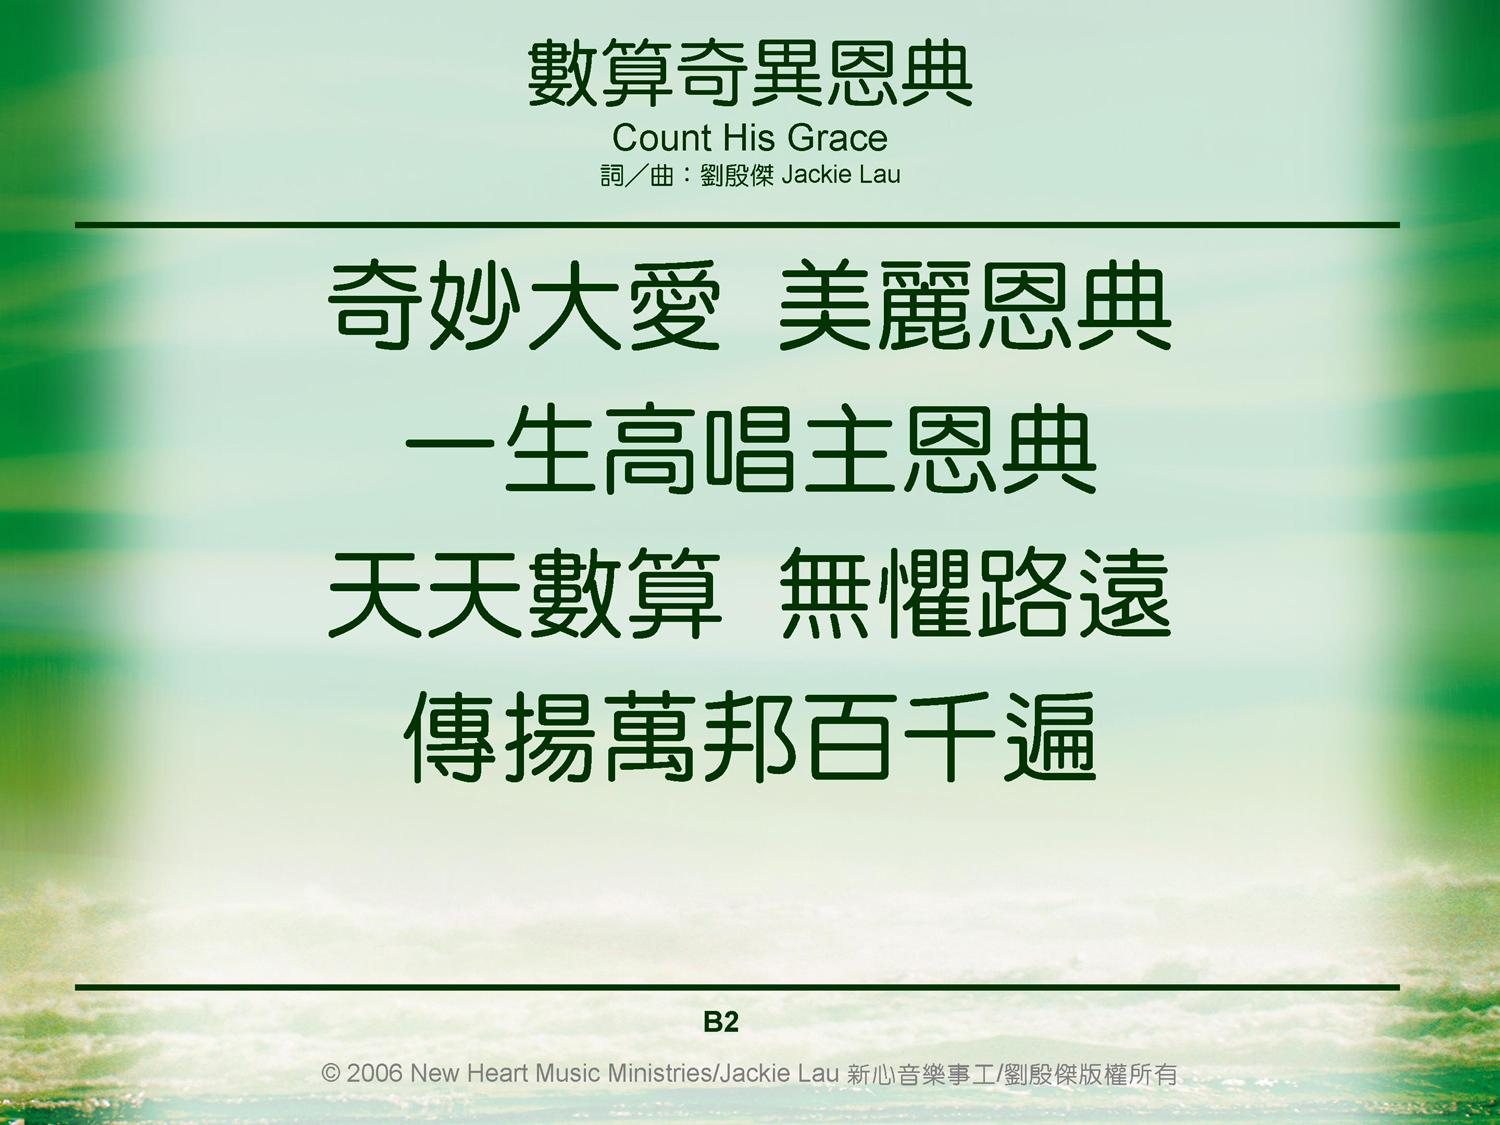 數算奇異恩典
Count His Grace
詞／曲：劉殷傑 Jackie Lau
奇妙大愛 美麗恩典
一生高唱主恩典
天天數算 無懼路遠
傳揚萬邦百千遍
B2
© 2006 New Heart Music Ministries/Jackie Lau 新心音樂事工/劉殷傑版權所有